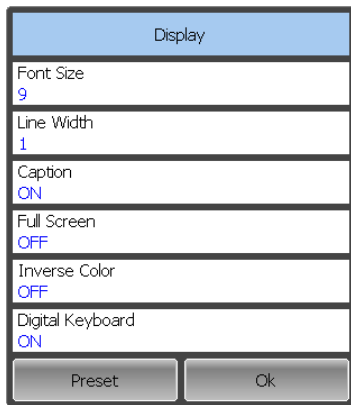 Display
Font Size
9
Line Width
1
Caption
ON
Full Screen
OFF
Inverse Color
OFF
Digital Keyboard
ON
Preset Ok